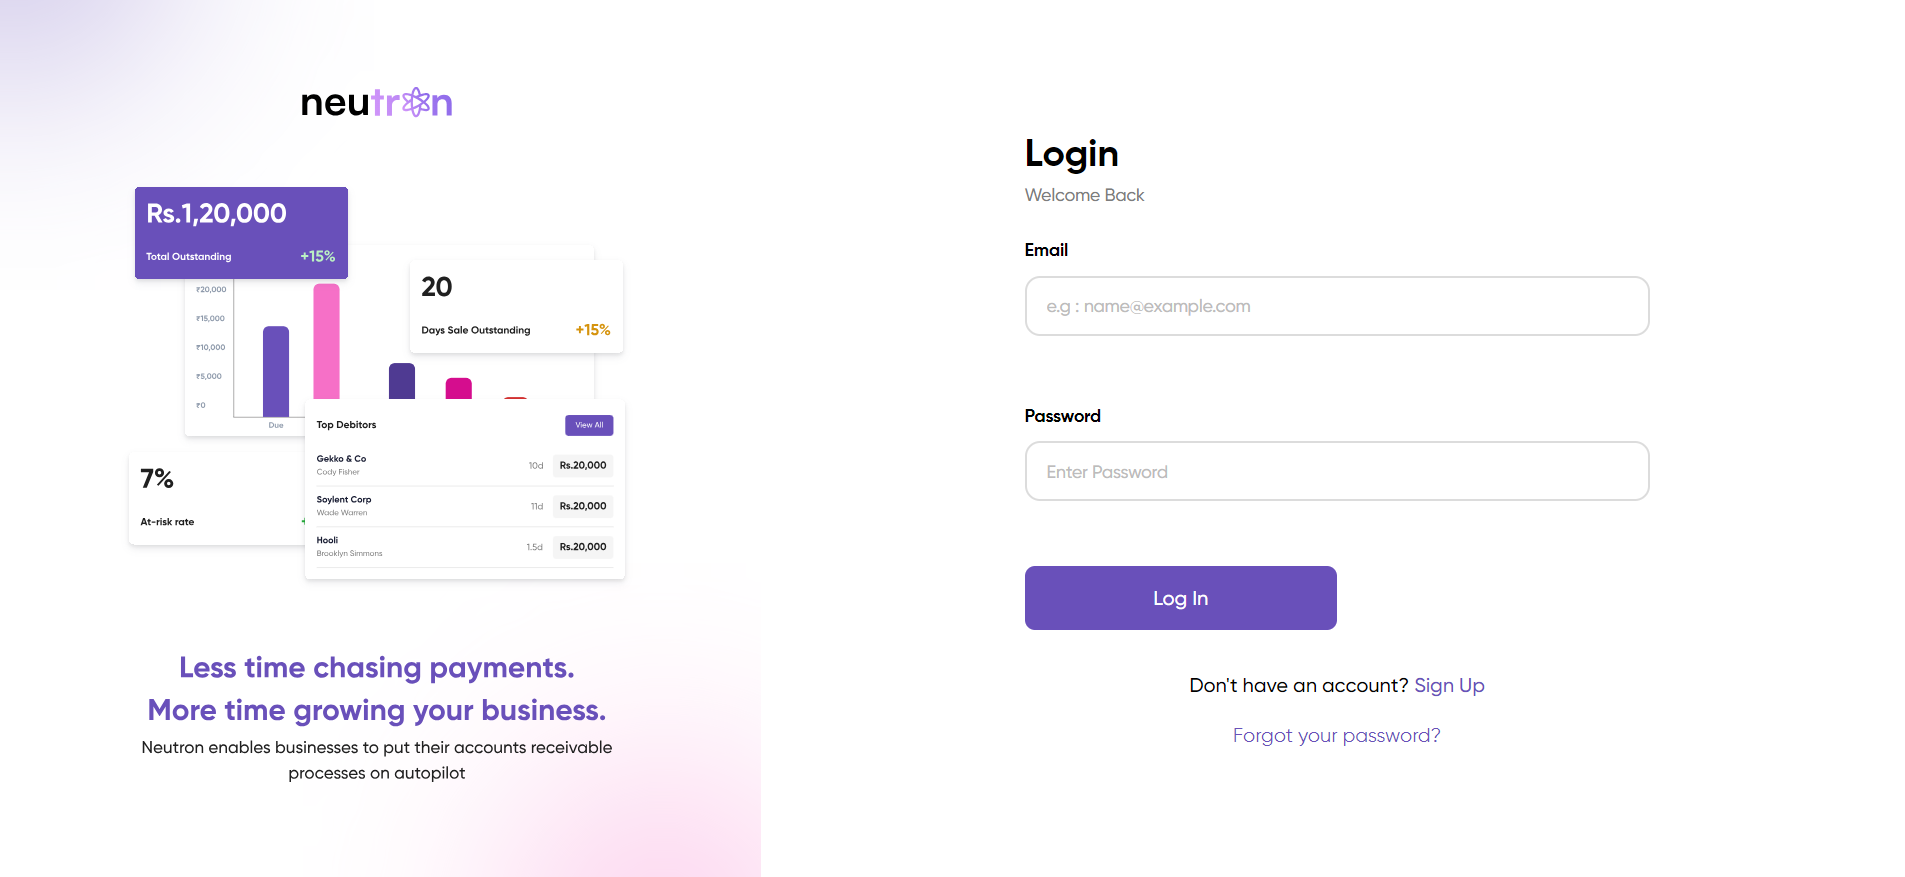 neutron
Rs.1,20,000
Total Outstanding +15%
20
Days Sale Outstanding +15%
₹20,000
₹15,000
₹10,000
₹5,000
₹0
Due
7%
At-risk rate
Top Debitors View All
Gekko & Co
Cody Fisher
10d Rs.20,000
Soylent Corp
Wade Warren
11d Rs.20,000
Hooli
Brooklyn Simmons
1.5d Rs.20,000
Less time chasing payments.
More time growing your business.
Neutron enables businesses to put their accounts receivable
processes on autopilot
Login
Welcome Back
Email
e.g : name@example.com
Password
Enter Password
Log In
Don't have an account? Sign Up
Forgot your password?